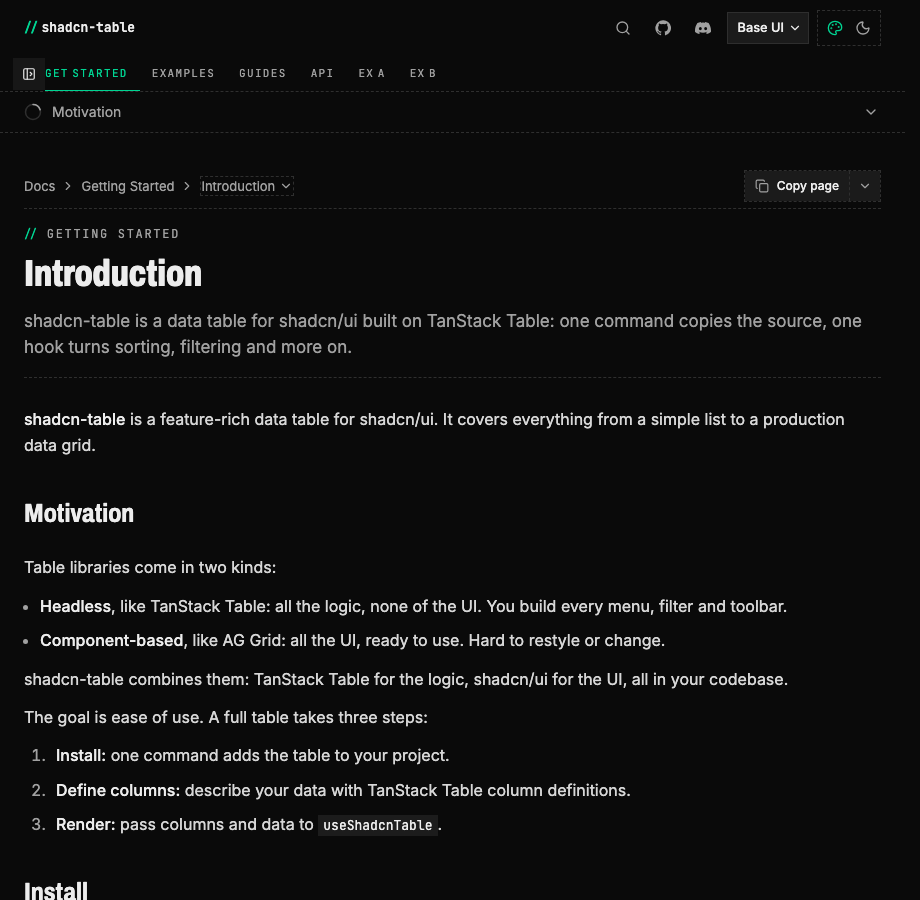 // shadcn-table
Base UI
GET STARTED EXAMPLES GUIDES API EX A EX B
Motivation
Docs > Getting Started > Introduction
Copy page
// GETTING STARTED
Introduction
shadcn-table is a data table for shadcn/ui built on TanStack Table: one command copies the source, one
hook turns sorting, filtering and more on.
shadcn-table is a feature-rich data table for shadcn/ui. It covers everything from a simple list to a production
data grid.
Motivation
Table libraries come in two kinds:
• Headless, like TanStack Table: all the logic, none of the UI. You build every menu, filter and toolbar.
• Component-based, like AG Grid: all the UI, ready to use. Hard to restyle or change.
shadcn-table combines them: TanStack Table for the logic, shadcn/ui for the UI, all in your codebase.
The goal is ease of use. A full table takes three steps:
1. Install: one command adds the table to your project.
2. Define columns: describe your data with TanStack Table column definitions.
3. Render: pass columns and data to useShadcnTable.
Install